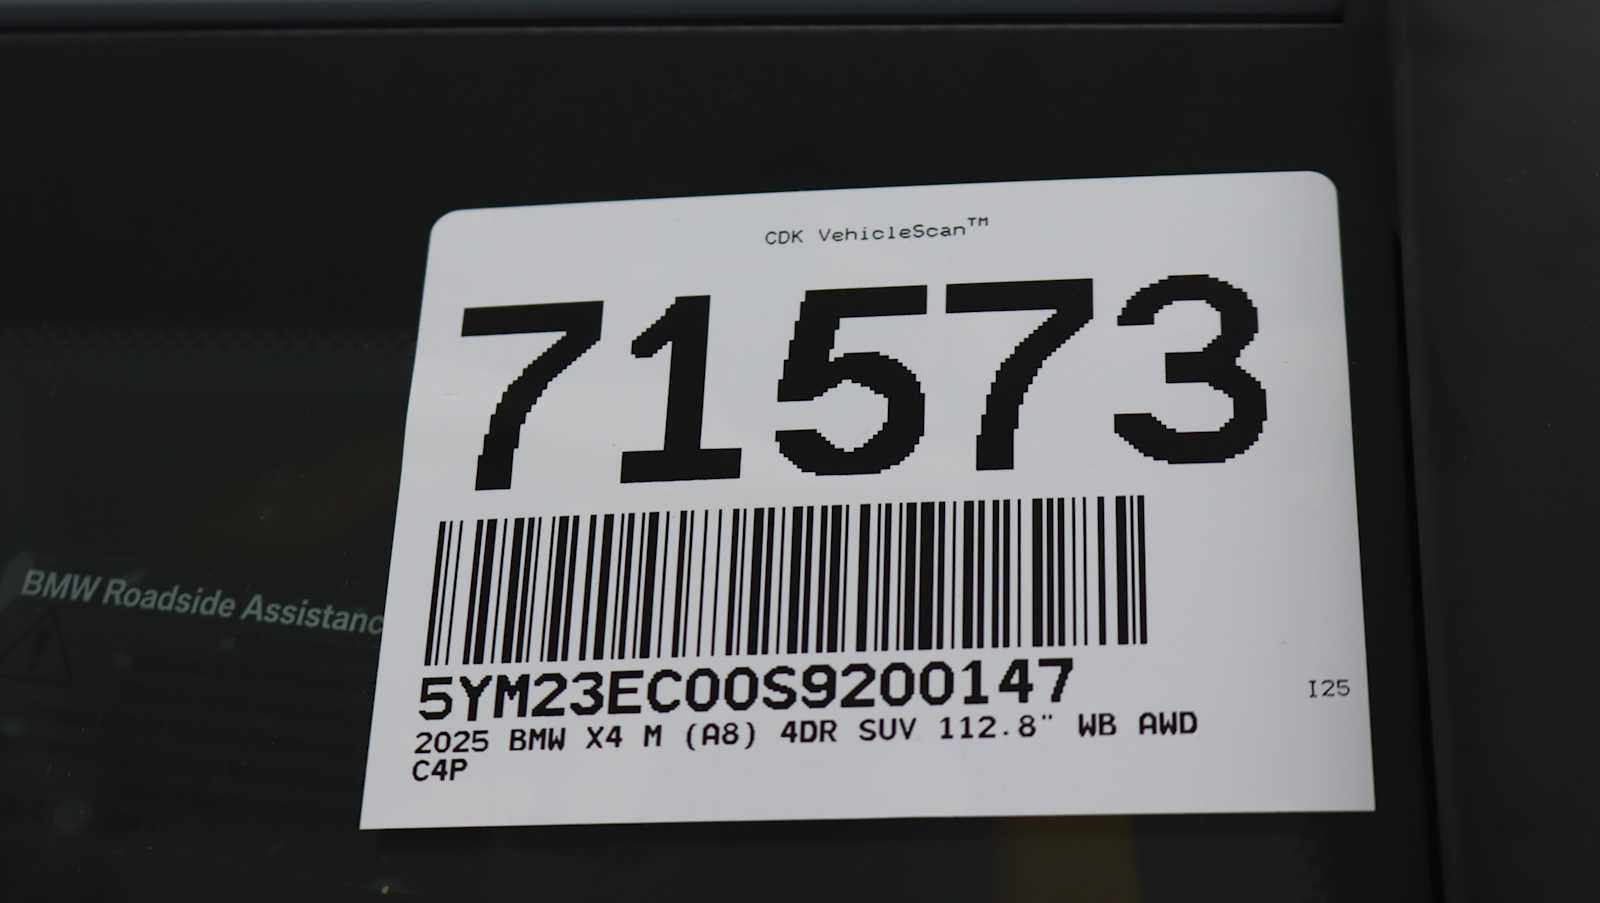 CDK VehicleScan™
71573
5YM23EC00S9200147
I25
2025 BMW X4 M (A8) 4DR SUV 112.8" WB AWD
C4P
BMW Roadside Assistanc